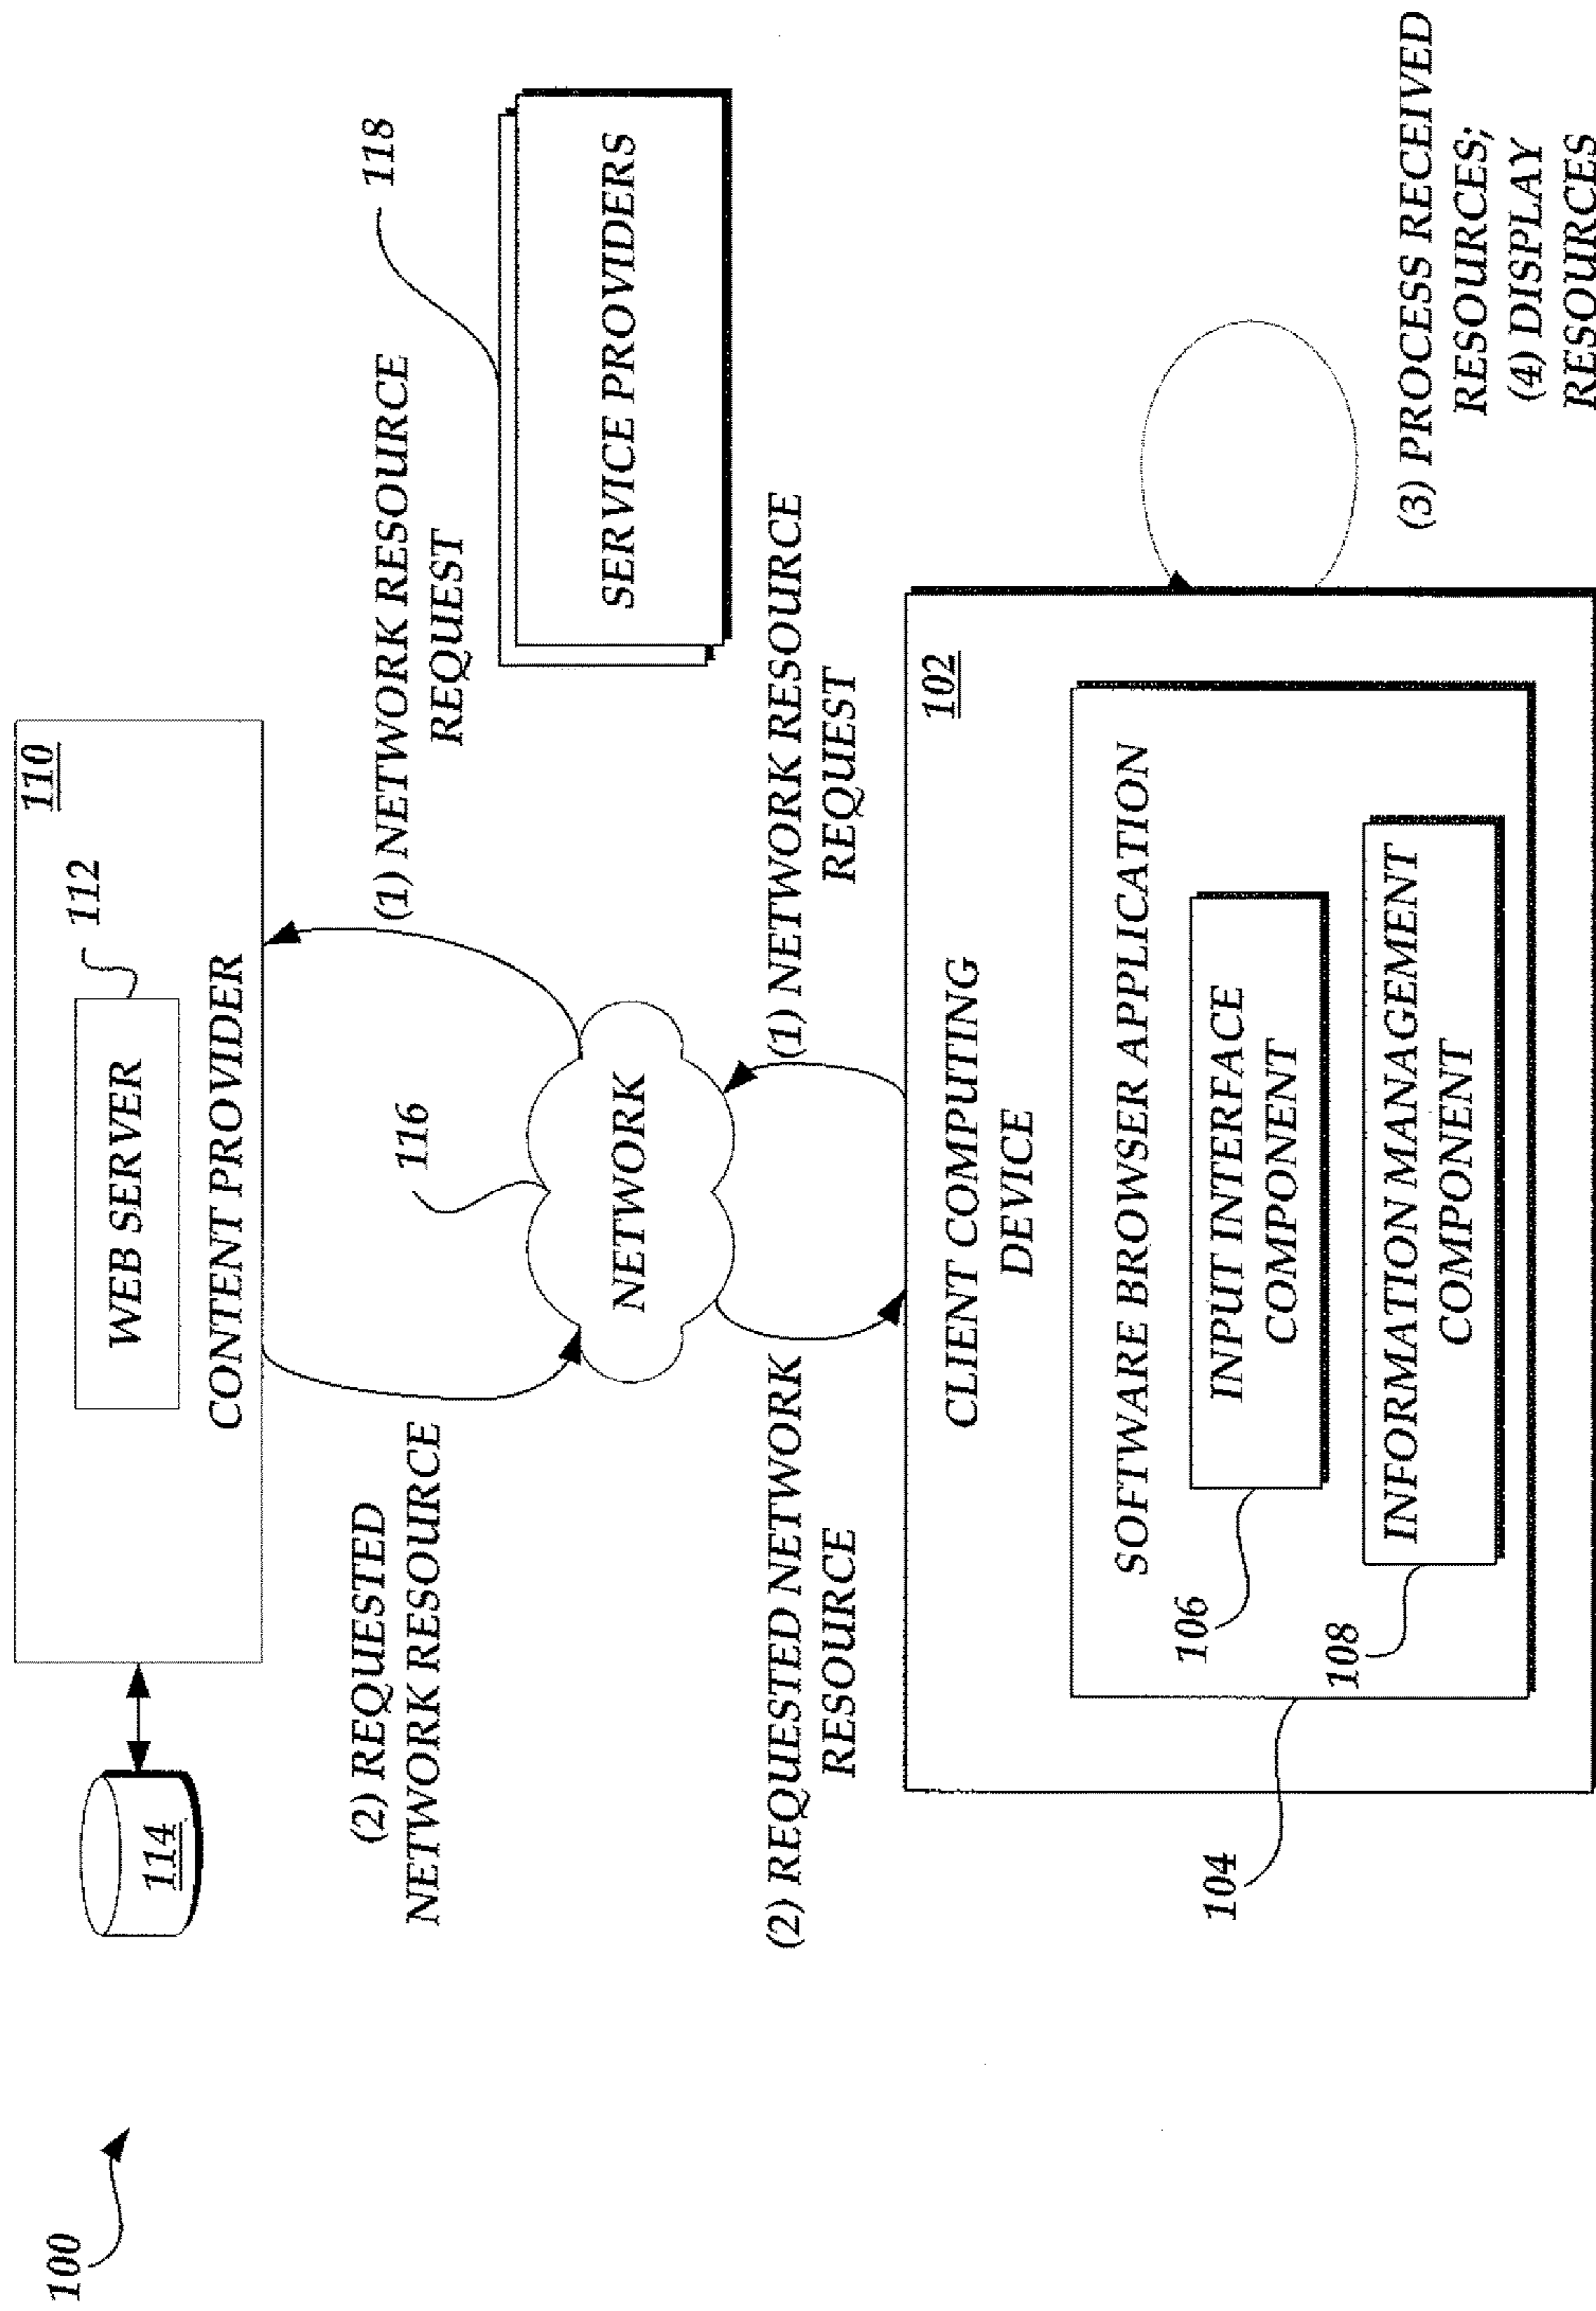 100
114
110
112
WEB SERVER
CONTENT PROVIDER
(2) REQUESTED
NETWORK RESOURCE
116
(1) NETWORK RESOURCE
REQUEST
118
SERVICE PROVIDERS
NETWORK
(2) REQUESTED NETWORK
RESOURCE
(1) NETWORK RESOURCE
REQUEST
102
CLIENT COMPUTING
DEVICE
104
SOFTWARE BROWSER APPLICATION
106
INPUT INTERFACE
COMPONENT
108
INFORMATION MANAGEMENT
COMPONENT
(3) PROCESS RECEIVED
RESOURCES;
(4) DISPLAY
RESOURCES